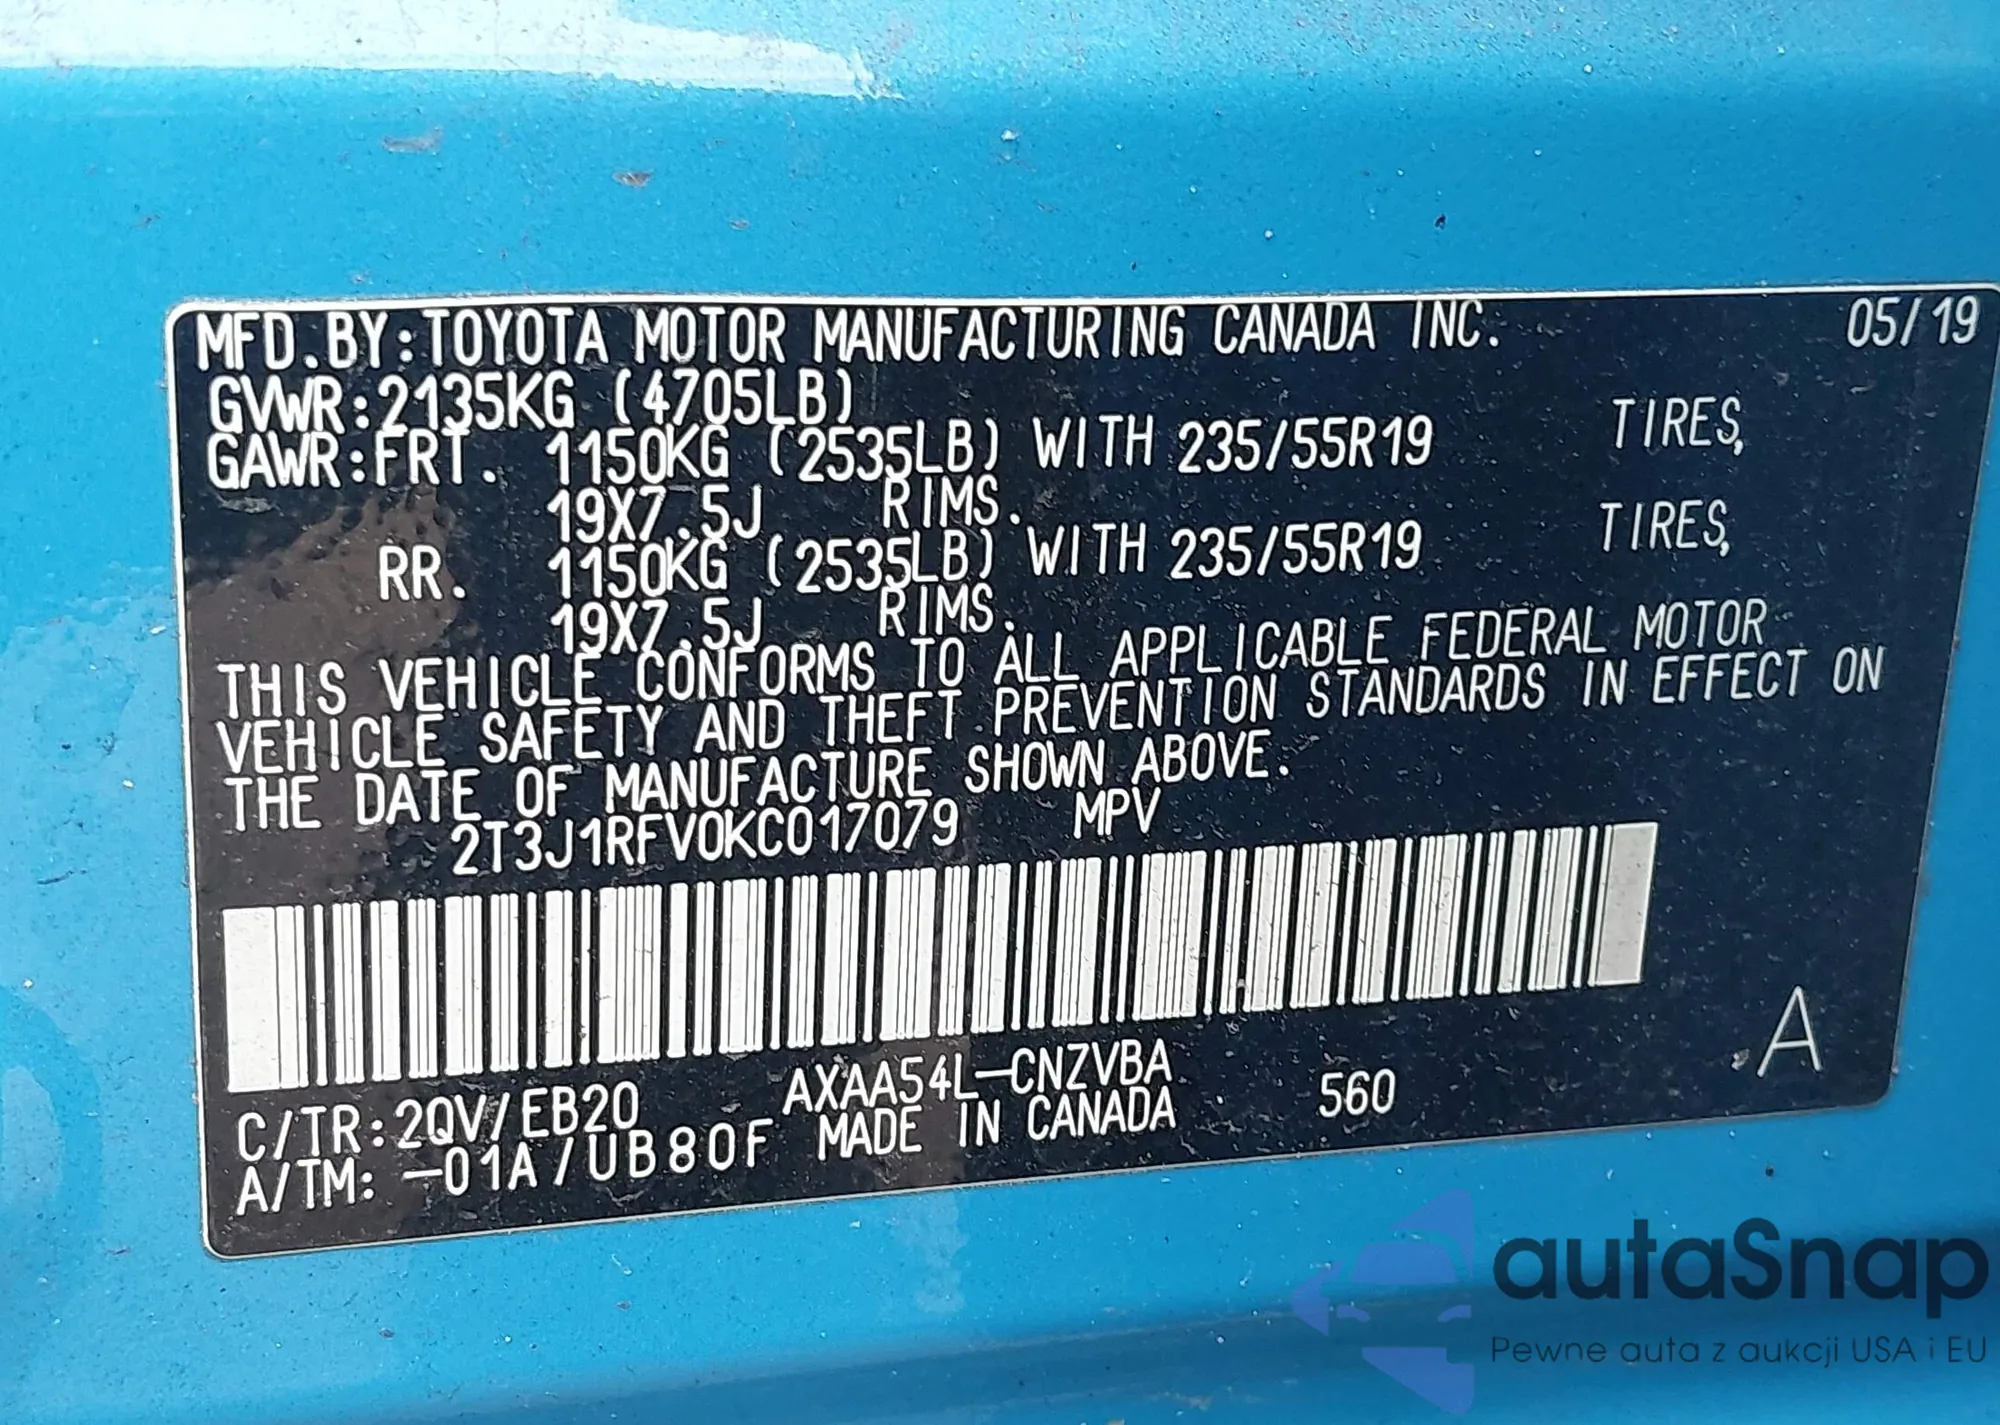 MFD.BY:TOYOTA MOTOR MANUFACTURING CANADA INC. 05/19
GVWR:2135KG (4705LB)
GAWR:FRT. 1150KG (2535LB) WITH 235/55R19 TIRES,
19X7.5J RIMS.
RR. 1150KG (2535LB) WITH 235/55R19 TIRES,
19X7.5J RIMS.
THIS VEHICLE CONFORMS TO ALL APPLICABLE FEDERAL MOTOR
VEHICLE SAFETY AND THEFT PREVENTION STANDARDS IN EFFECT ON
THE DATE OF MANUFACTURE SHOWN ABOVE.
2T3J1RFV0KC017079 MPV
C/TR:2QV/EB20 AXAA54L-CNZVBA 560 A
A/TM: -01A/UB80F MADE IN CANADA
autaSnap
Pewne auta z aukcji USA i EU